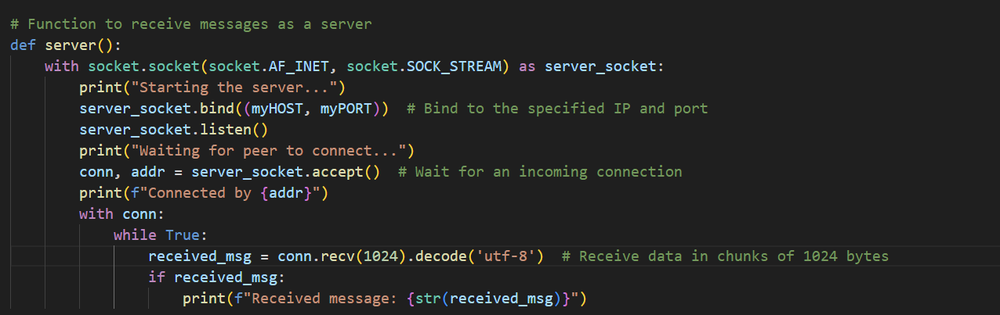 # Function to receive messages as a server
def server():
    with socket.socket(socket.AF_INET, socket.SOCK_STREAM) as server_socket:
        print("Starting the server...")
        server_socket.bind((myHOST, myPORT))  # Bind to the specified IP and port
        server_socket.listen()
        print("Waiting for peer to connect...")
        conn, addr = server_socket.accept()  # Wait for an incoming connection
        print(f"Connected by {addr}")
        with conn:
            while True:
                received_msg = conn.recv(1024).decode('utf-8')  # Receive data in chunks of 1024 bytes
                if received_msg:
                    print(f"Received message: {str(received_msg)}")